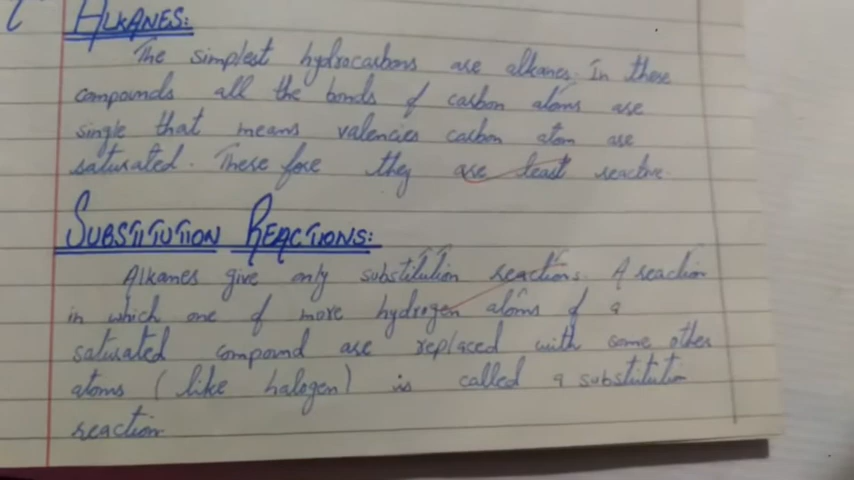 ALKANES:
The simplest hydrocarbons are alkanes. In these
compounds all the bonds of carbon atoms are
single that means valencies carbon atom are
saturated. There fore they are least reactive.
SUBSTITUTION REACTIONS:
Alkanes give only substitution reactions. A reaction
in which one of more hydrogen atoms of a
saturated compound are replaced with some other
atoms (like halogen) is called a substitution
reaction